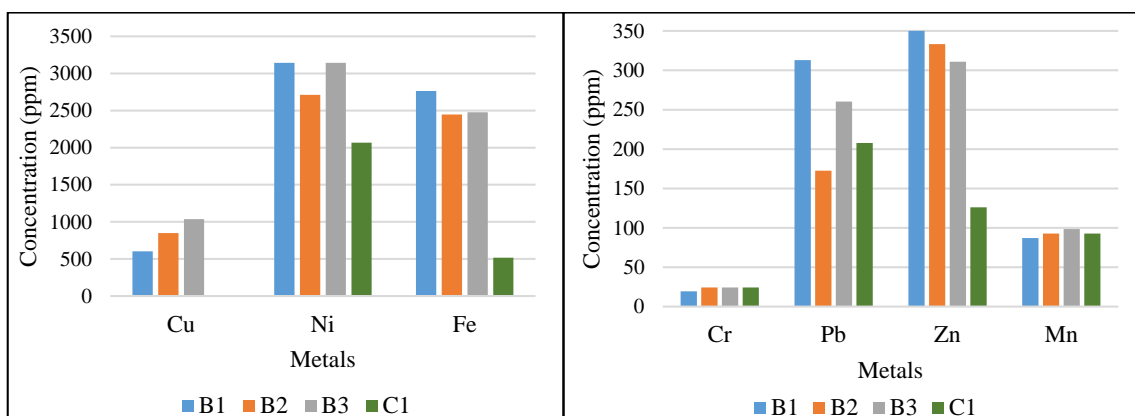 Concentration (ppm)
3500
3000
2500
2000
1500
1000
500
0
Cu Ni Fe
Metals
B1 B2 B3 C1
Concentration (ppm)
350
300
250
200
150
100
50
0
Cr Pb Zn Mn
Metals
B1 B2 B3 C1